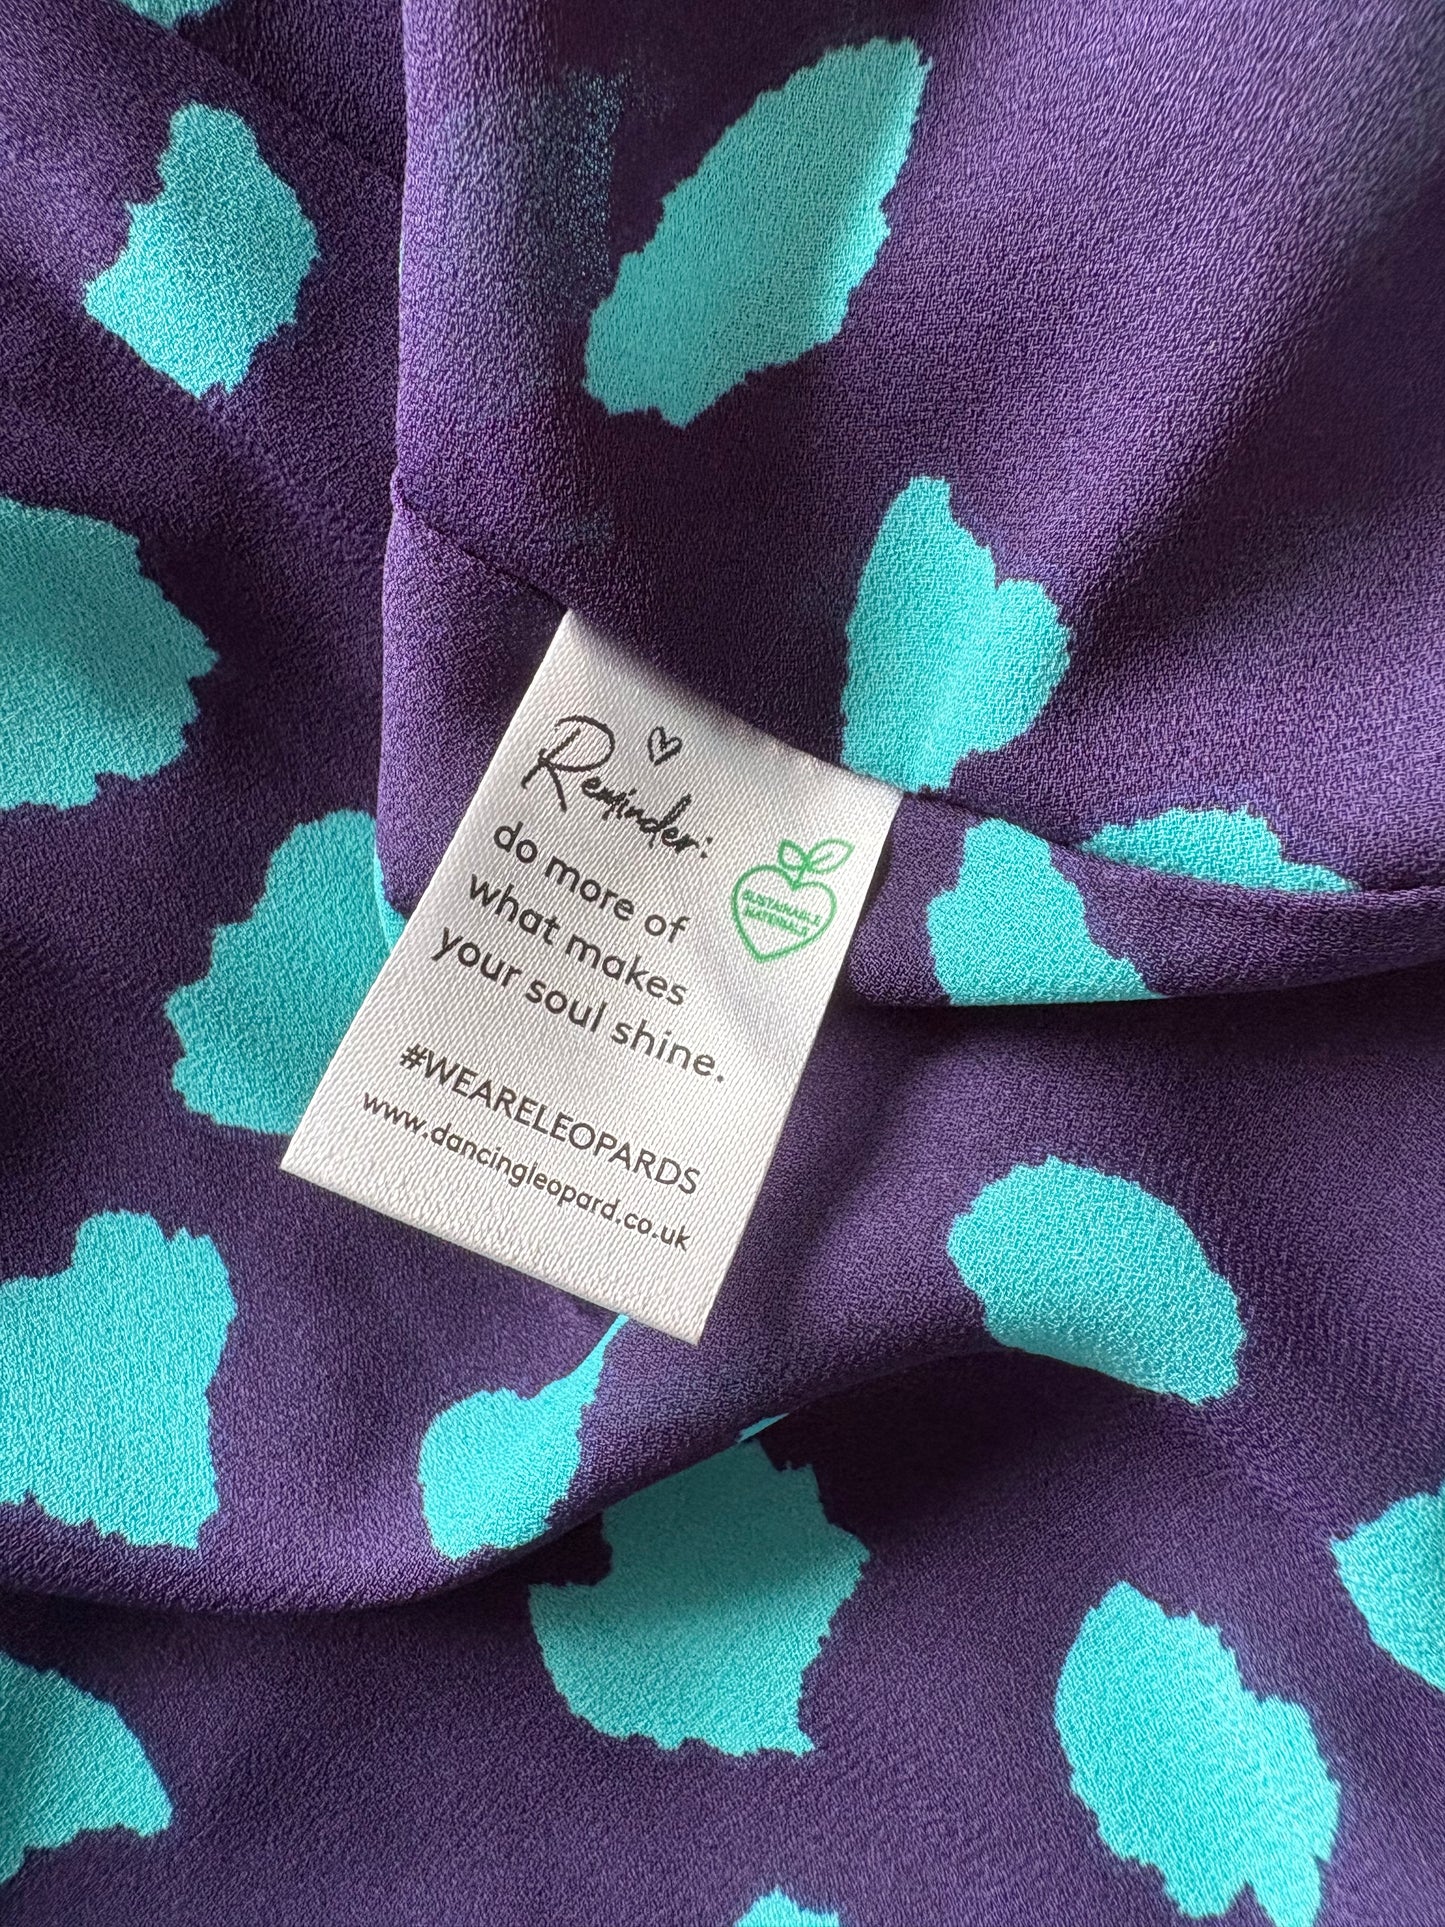 Reminder:
do more of
what makes
your soul shine.
SUSTAINABLE
MATERIALS
#WEARELEOPARDS
www.dancingleopard.co.uk